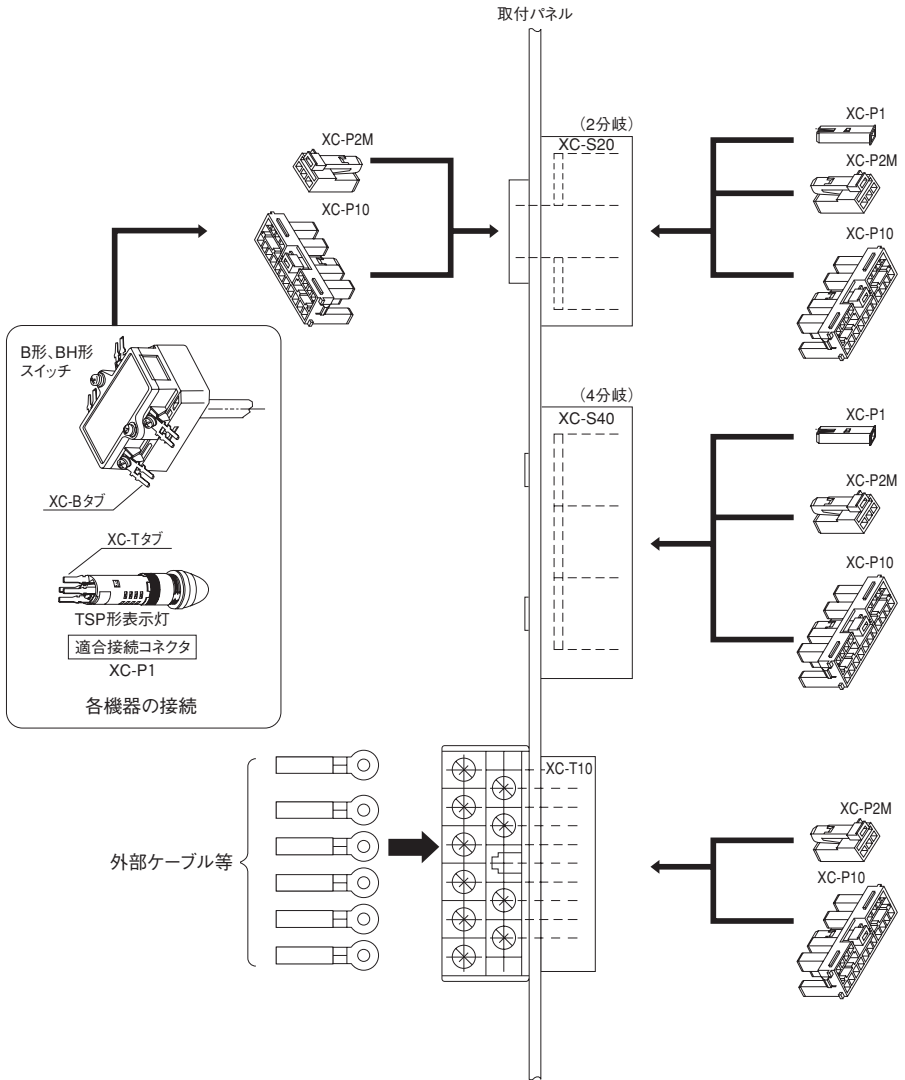 取付パネル
(2分岐)
XC-S20
XC-P2M
XC-P10
XC-P1
XC-P2M
XC-P10
B形、BH形
スイッチ
XC-Bタブ
XC-Tタブ
TSP形表示灯
適合接続コネクタ
XC-P1
各機器の接続
(4分岐)
XC-S40
XC-P1
XC-P2M
XC-P10
外部ケーブル等
XC-T10
XC-P2M
XC-P10